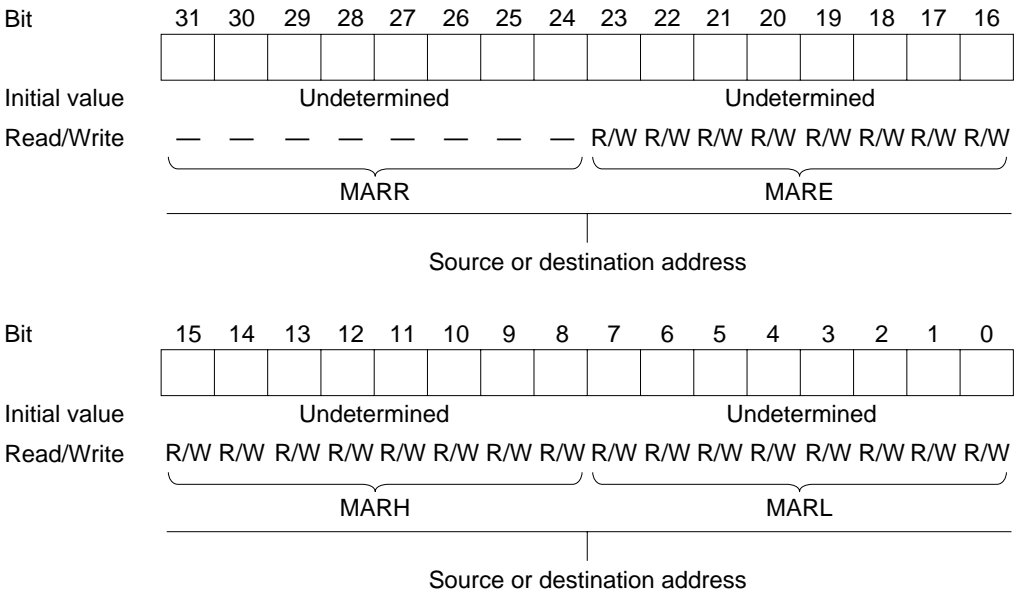 Bit 31 30 29 28 27 26 25 24 23 22 21 20 19 18 17 16
Initial value Undetermined Undetermined
Read/Write — — — — — — — — R/W R/W R/W R/W R/W R/W R/W R/W
MARR MARE
Source or destination address
Bit 15 14 13 12 11 10 9 8 7 6 5 4 3 2 1 0
Initial value Undetermined Undetermined
Read/Write R/W R/W R/W R/W R/W R/W R/W R/W R/W R/W R/W R/W R/W R/W R/W R/W
MARH MARL
Source or destination address